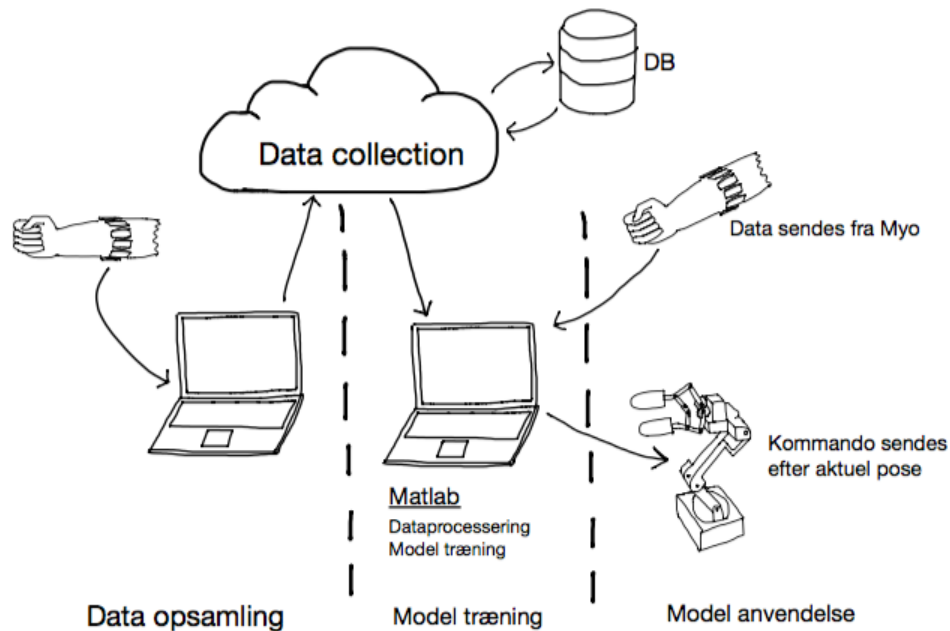 DB
Data collection
Data sendes fra Myo
Kommando sendes
efter aktuel pose
Matlab
Dataprocessering
Model træning
Data opsamling
Model træning
Model anvendelse